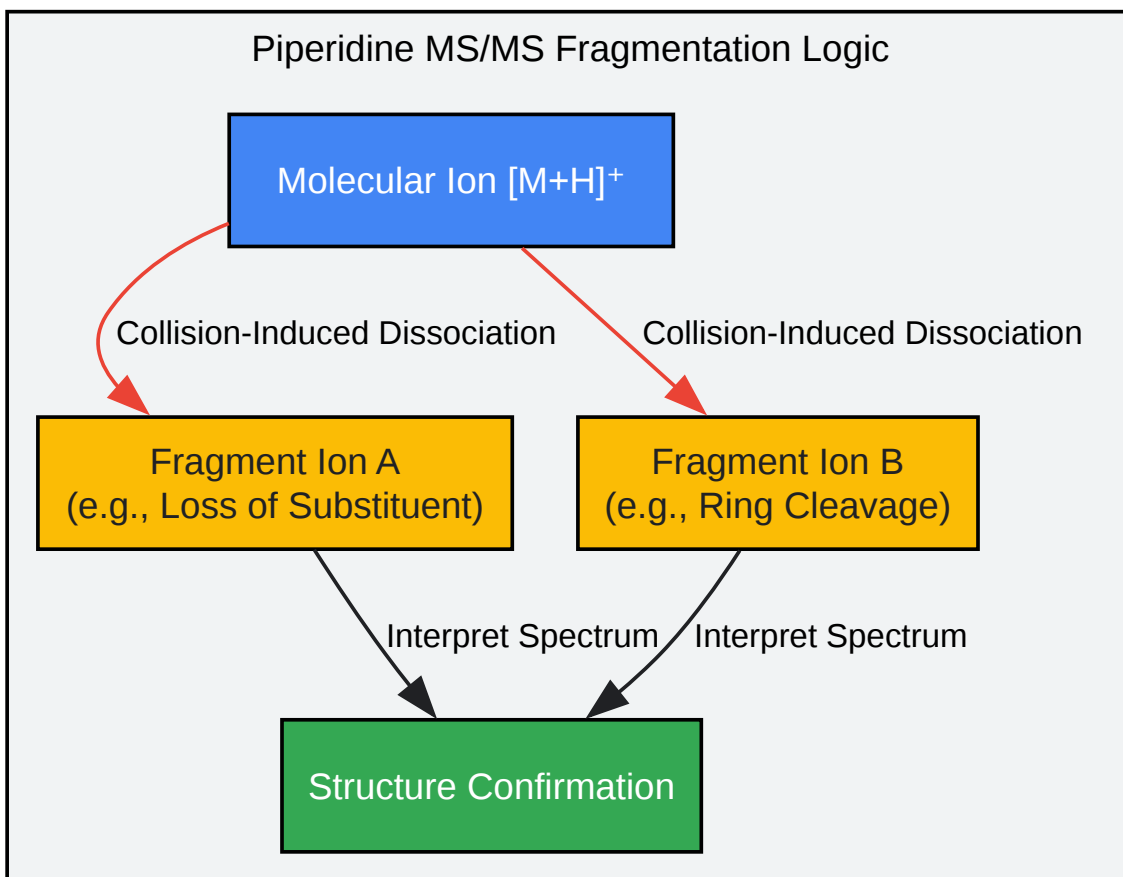 Piperidine MS/MS Fragmentation Logic
Molecular Ion [M+H]⁺
Collision-Induced Dissociation
Collision-Induced Dissociation
Fragment Ion A
(e.g., Loss of Substituent)
Fragment Ion B
(e.g., Ring Cleavage)
Interpret Spectrum
Interpret Spectrum
Structure Confirmation